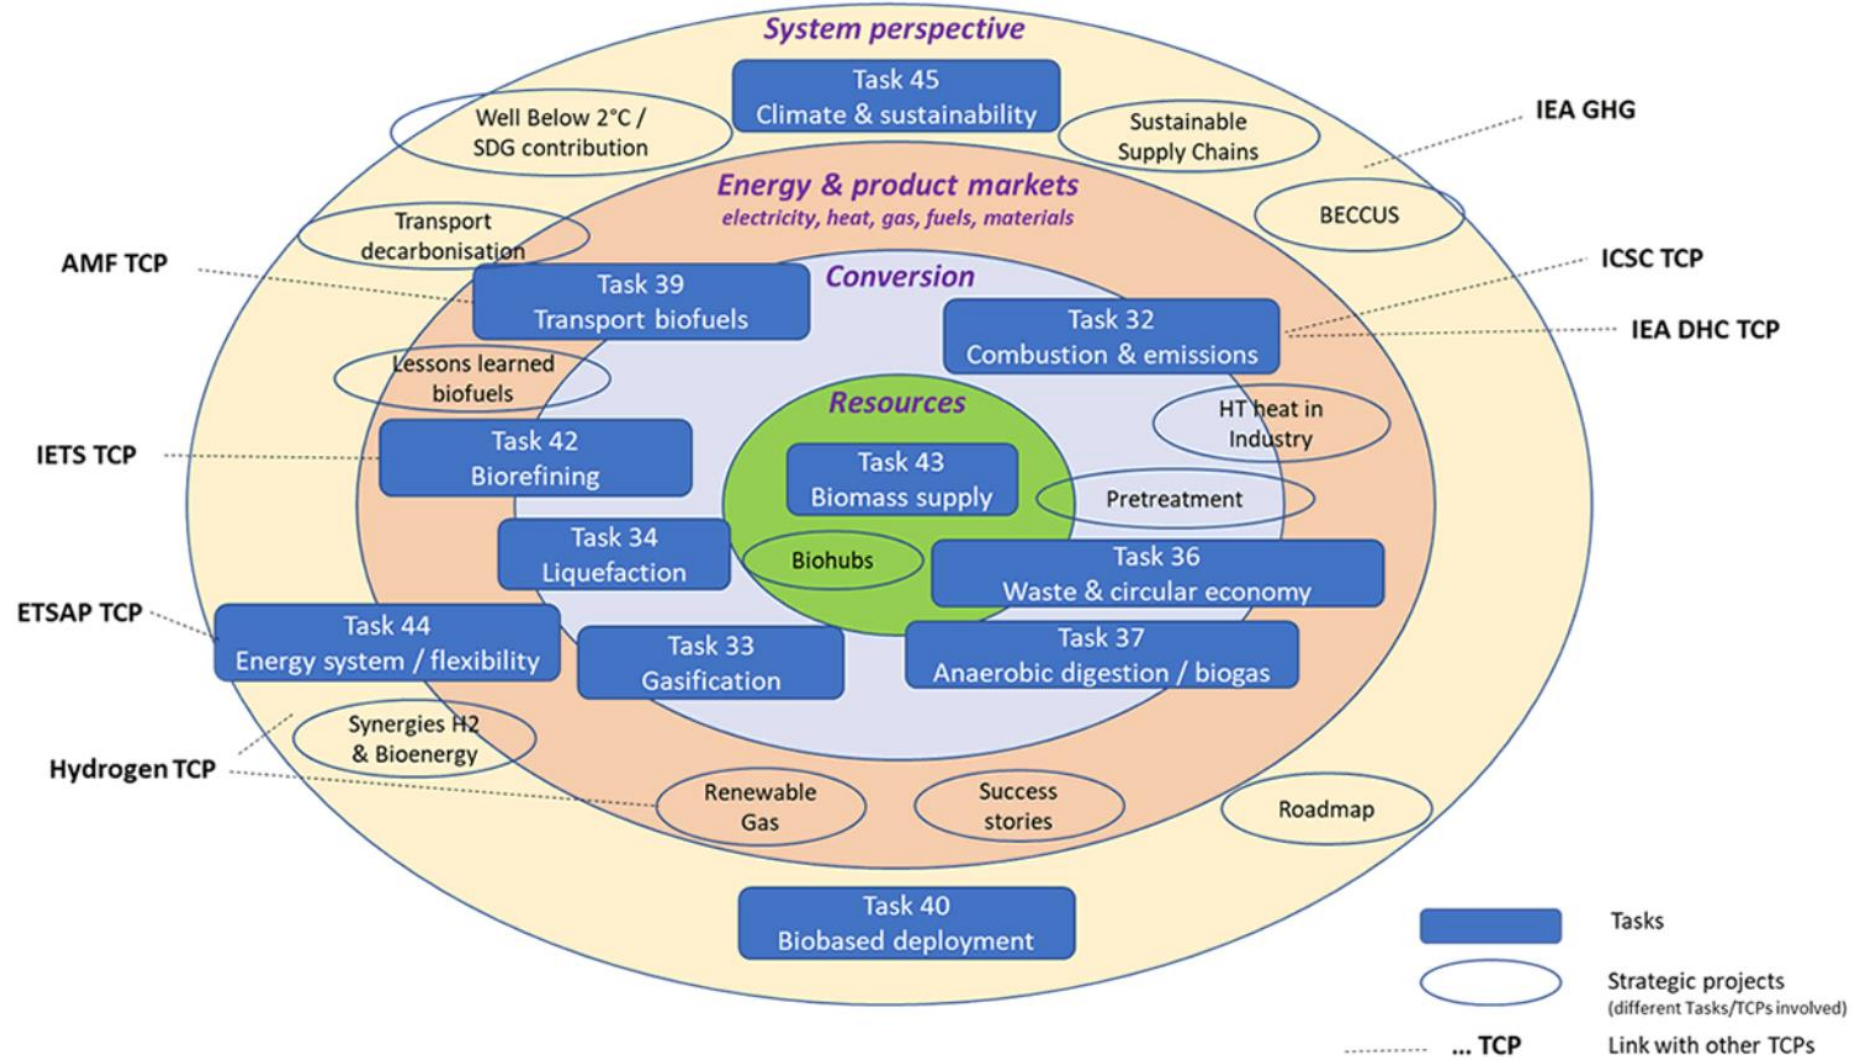 System perspective
Task 45
Climate & sustainability
Well Below 2°C /
SDG contribution
Sustainable
Supply Chains
IEA GHG
Energy & product markets
electricity, heat, gas, fuels, materials
BECCUS
Transport
decarbonisation
AMF TCP
ICSC TCP
Conversion
Task 39
Transport biofuels
Task 32
Combustion & emissions
IEA DHC TCP
Lessons learned
biofuels
Resources
HT heat in
Industry
IETS TCP
Task 42
Biorefining
Task 43
Biomass supply
Pretreatment
Task 34
Liquefaction
Biohubs
Task 36
Waste & circular economy
ETSAP TCP
Task 44
Energy system / flexibility
Task 33
Gasification
Task 37
Anaerobic digestion / biogas
Synergies H2
& Bioenergy
Hydrogen TCP
Renewable
Gas
Success
stories
Roadmap
Task 40
Biobased deployment
Tasks
Strategic projects
(different Tasks/TCPs involved)
... TCP
Link with other TCPs